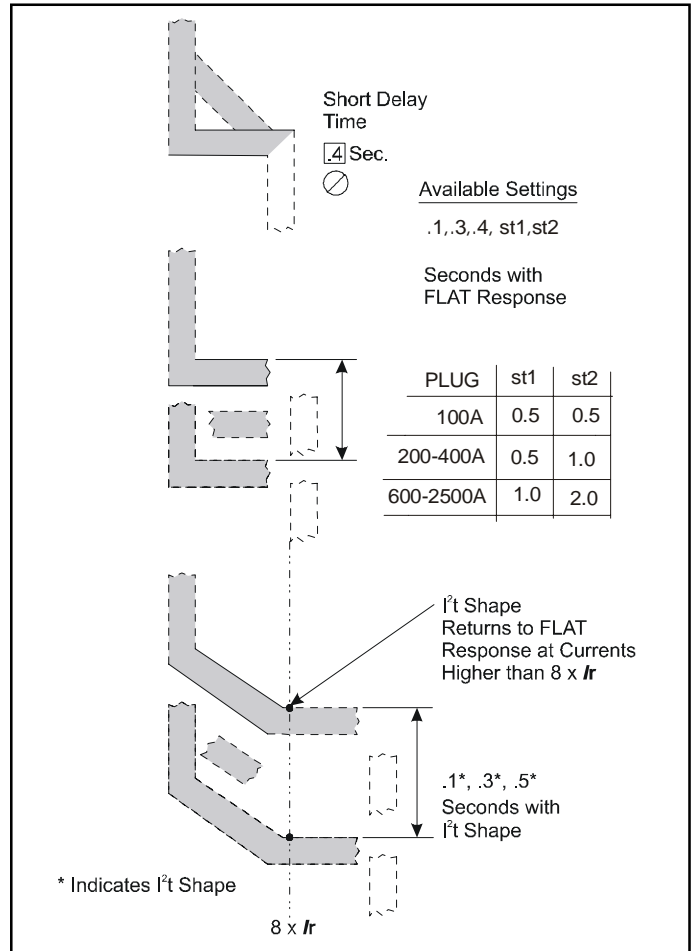 Short Delay
Time
.4 Sec.
Available Settings
.1,.3,.4, st1,st2
Seconds with
FLAT Response
PLUG st1 st2
100A 0.5 0.5
200-400A 0.5 1.0
600-2500A 1.0 2.0
I²t Shape
Returns to FLAT
Response at Currents
Higher than 8 x Ir
.1*, .3*, .5*
Seconds with
I²t Shape
* Indicates I²t Shape
8 x Ir